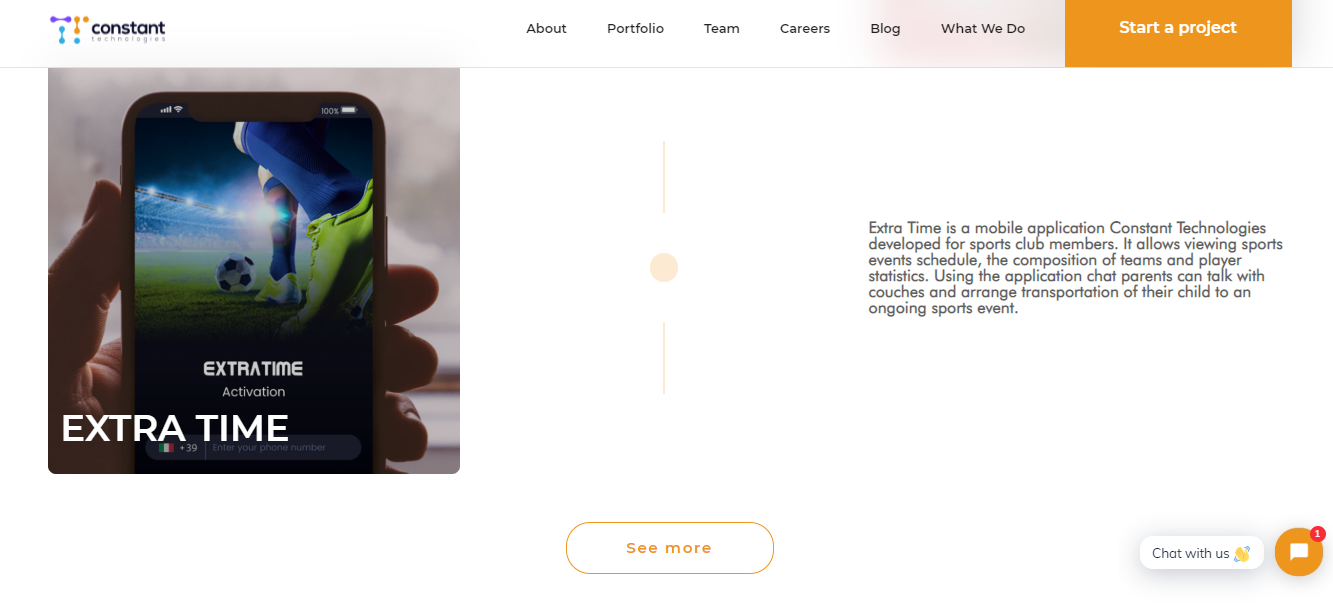 constant
technologies
About
Portfolio
Team
Careers
Blog
What We Do
Start a project
100%
EXTRATIME
Activation
EXTRA TIME
+39
Enter your phone number
Extra Time is a mobile application Constant Technologies
developed for sports club members. It allows viewing sports
events schedule, the composition of teams and player
statistics. Using the application chat parents can talk with
couches and arrange transportation of their child to an
ongoing sports event.
See more
Chat with us 👋
1